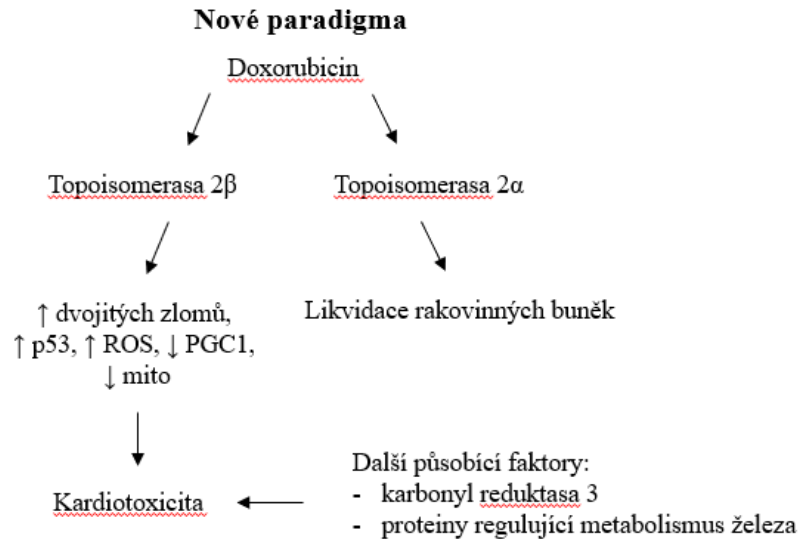 Nové paradigma
Doxorubicin
Topoisomerasa 2β
Topoisomerasa 2α
↑ dvojitých zlomů,
↑ p53, ↑ ROS, ↓ PGC1,
↓ mito
Likvidace rakovinných buněk
Kardiotoxicita
Další působící faktory:
- karbonyl reduktasa 3
- proteiny regulující metabolismus železa